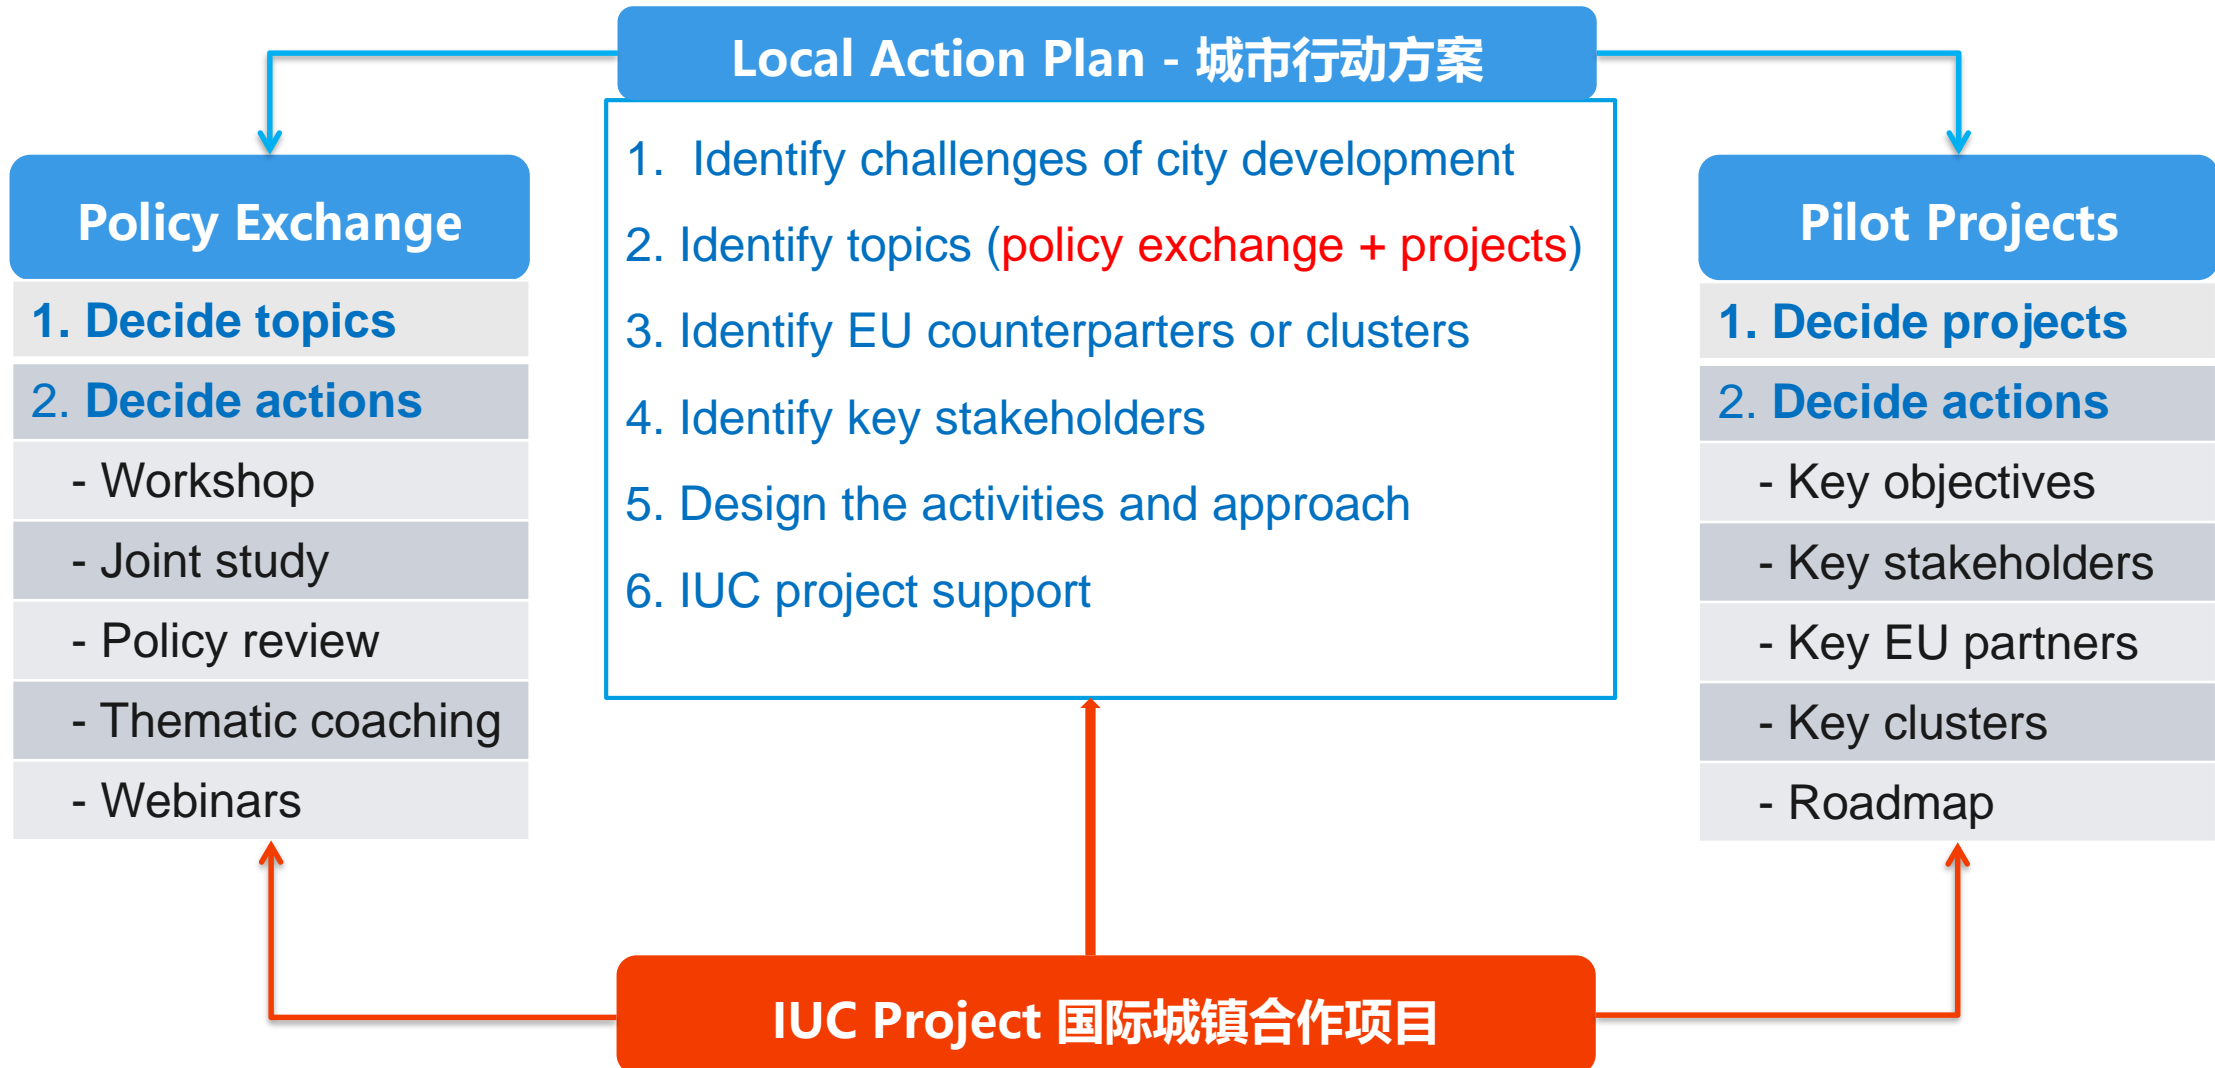 Local Action Plan - 城市行动方案
1. Identify challenges of city development
2. Identify topics (policy exchange + projects)
3. Identify EU counterparters or clusters
4. Identify key stakeholders
5. Design the activities and approach
6. IUC project support
Policy Exchange
1. Decide topics
2. Decide actions
- Workshop
- Joint study
- Policy review
- Thematic coaching
- Webinars
Pilot Projects
1. Decide projects
2. Decide actions
- Key objectives
- Key stakeholders
- Key EU partners
- Key clusters
- Roadmap
IUC Project 国际城镇合作项目